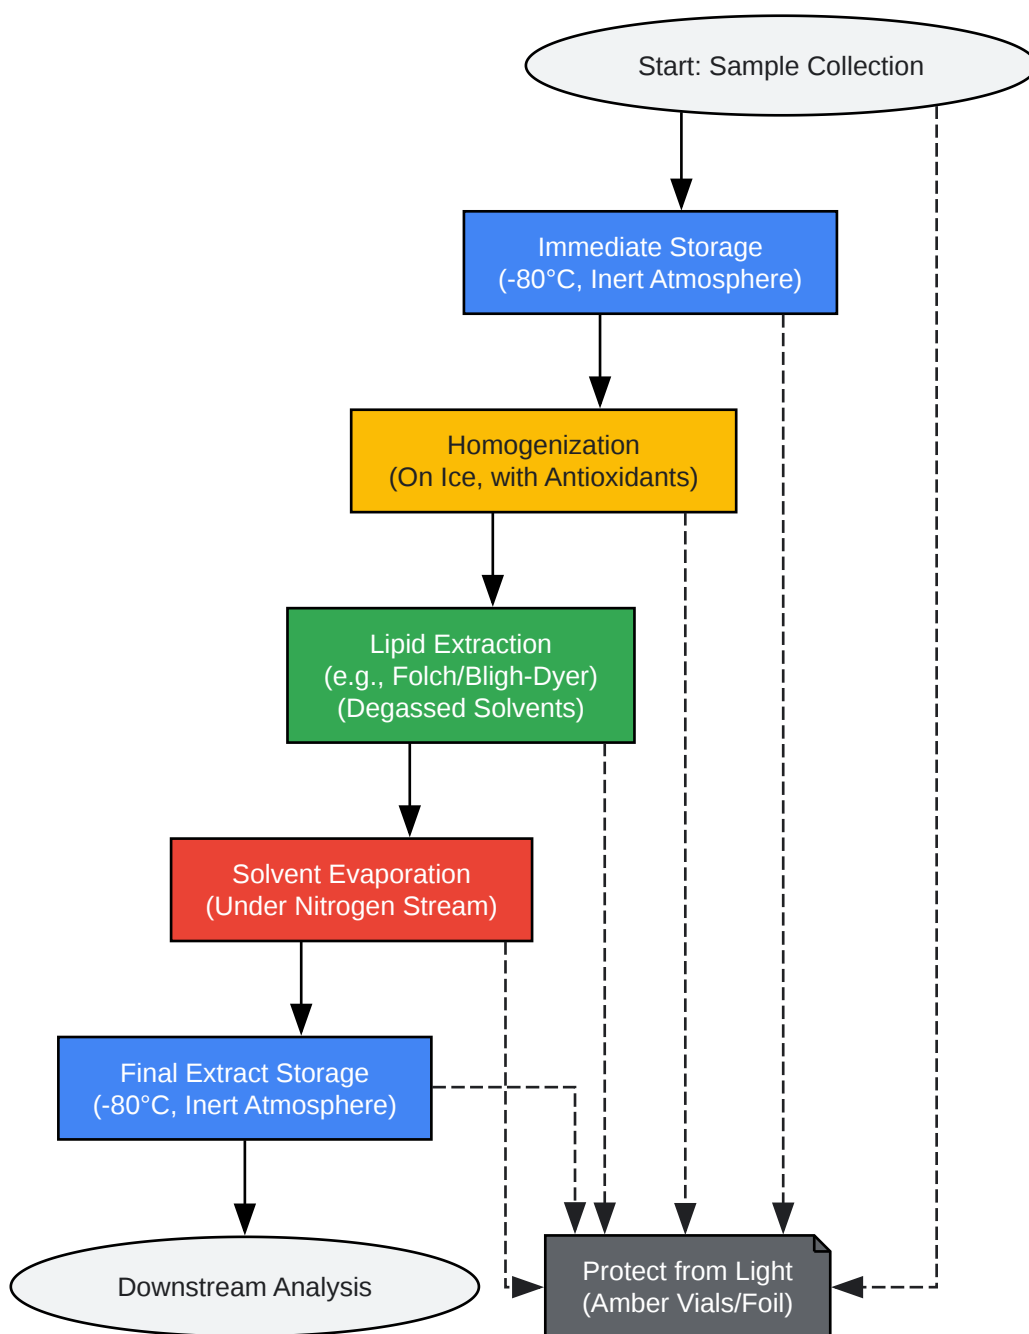 Start: Sample Collection
Immediate Storage
(-80°C, Inert Atmosphere)
Homogenization
(On Ice, with Antioxidants)
Lipid Extraction
(e.g., Folch/Bligh-Dyer)
(Degassed Solvents)
Solvent Evaporation
(Under Nitrogen Stream)
Final Extract Storage
(-80°C, Inert Atmosphere)
Downstream Analysis
Protect from Light
(Amber Vials/Foil)